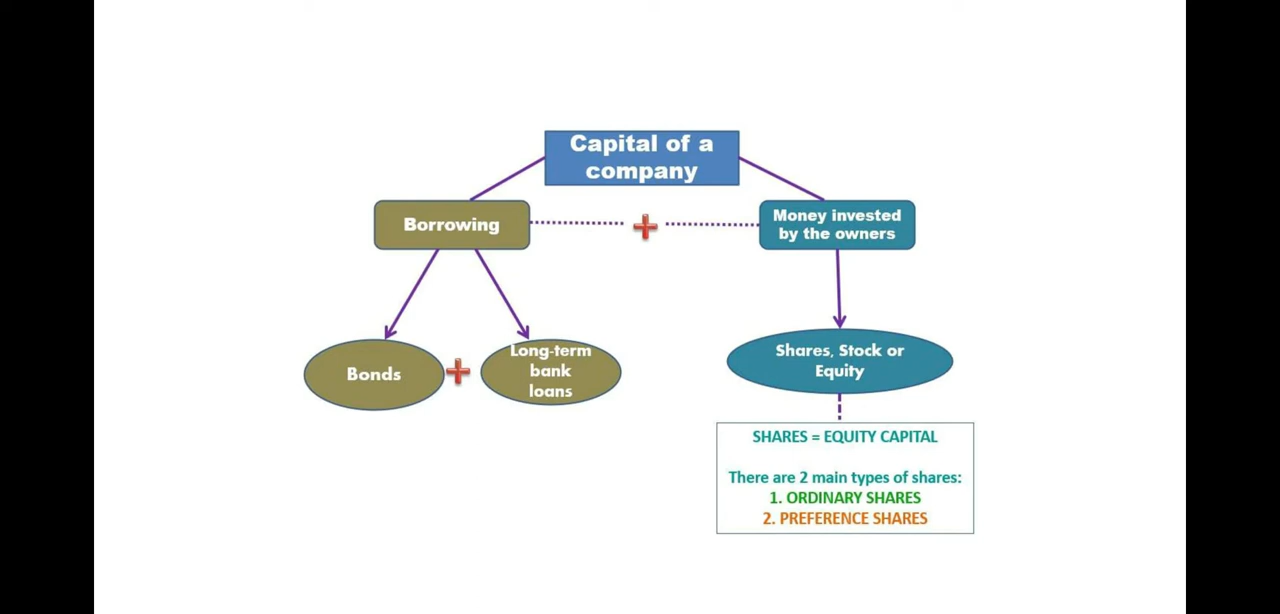 Capital of a
company
Borrowing
Money invested
by the owners
Bonds
Long-term
bank
loans
Shares, Stock or
Equity
SHARES = EQUITY CAPITAL
There are 2 main types of shares:
1. ORDINARY SHARES
2. PREFERENCE SHARES